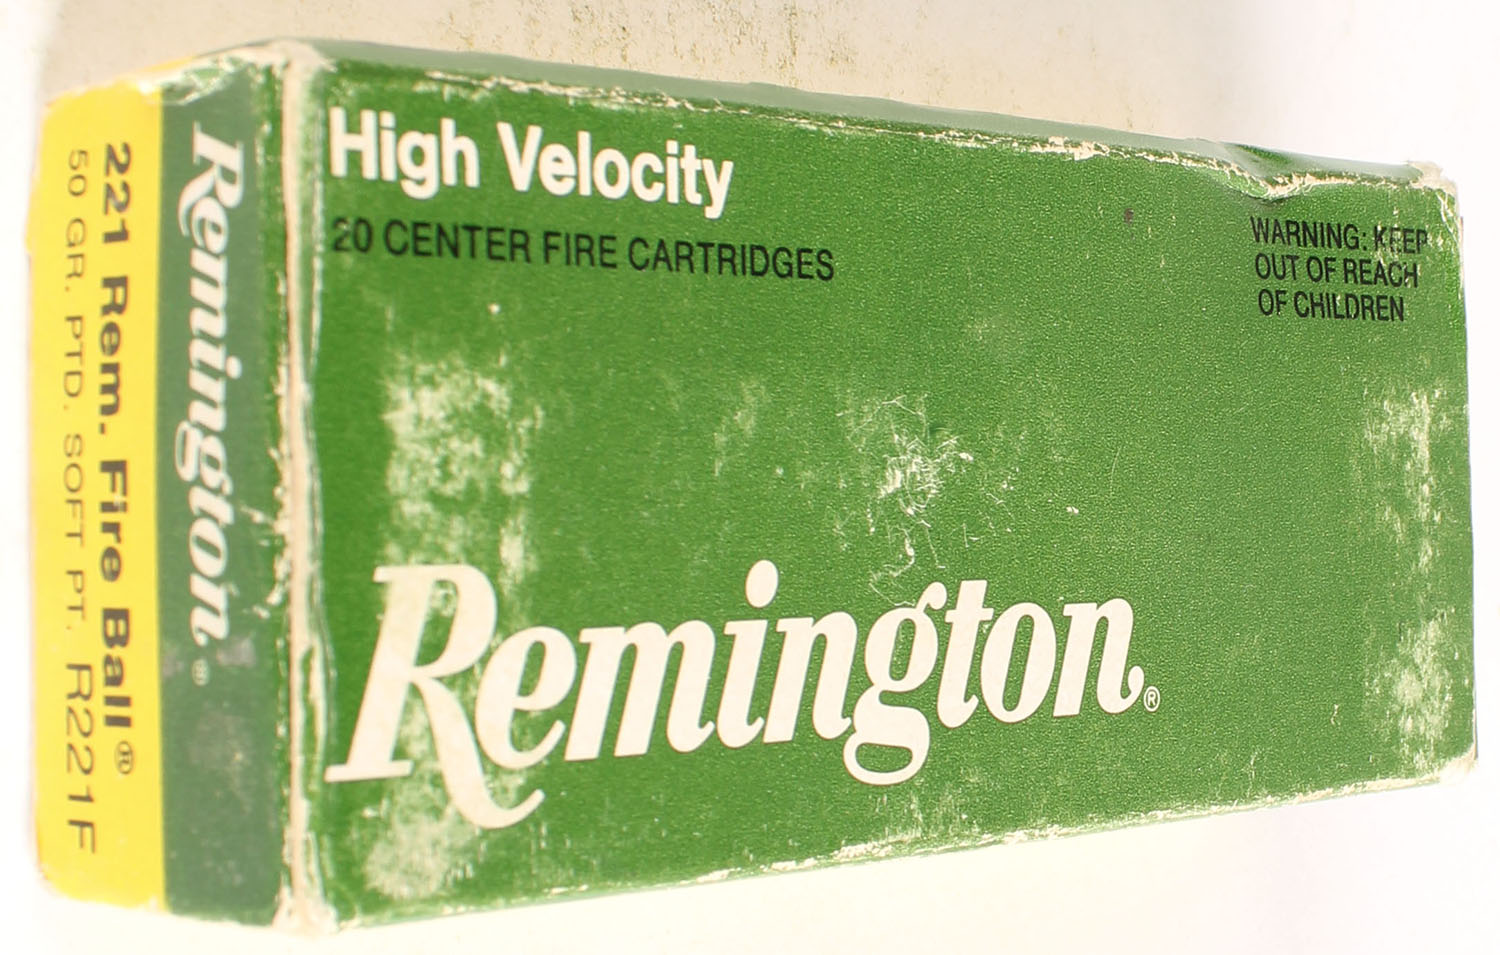 High Velocity
20 CENTER FIRE CARTRIDGES
WARNING: KEEP
OUT OF REACH
OF CHILDREN
Remington®
Remington®
221 Rem. Fire Ball®
50 GR. PTD. SOFT PT. R221F